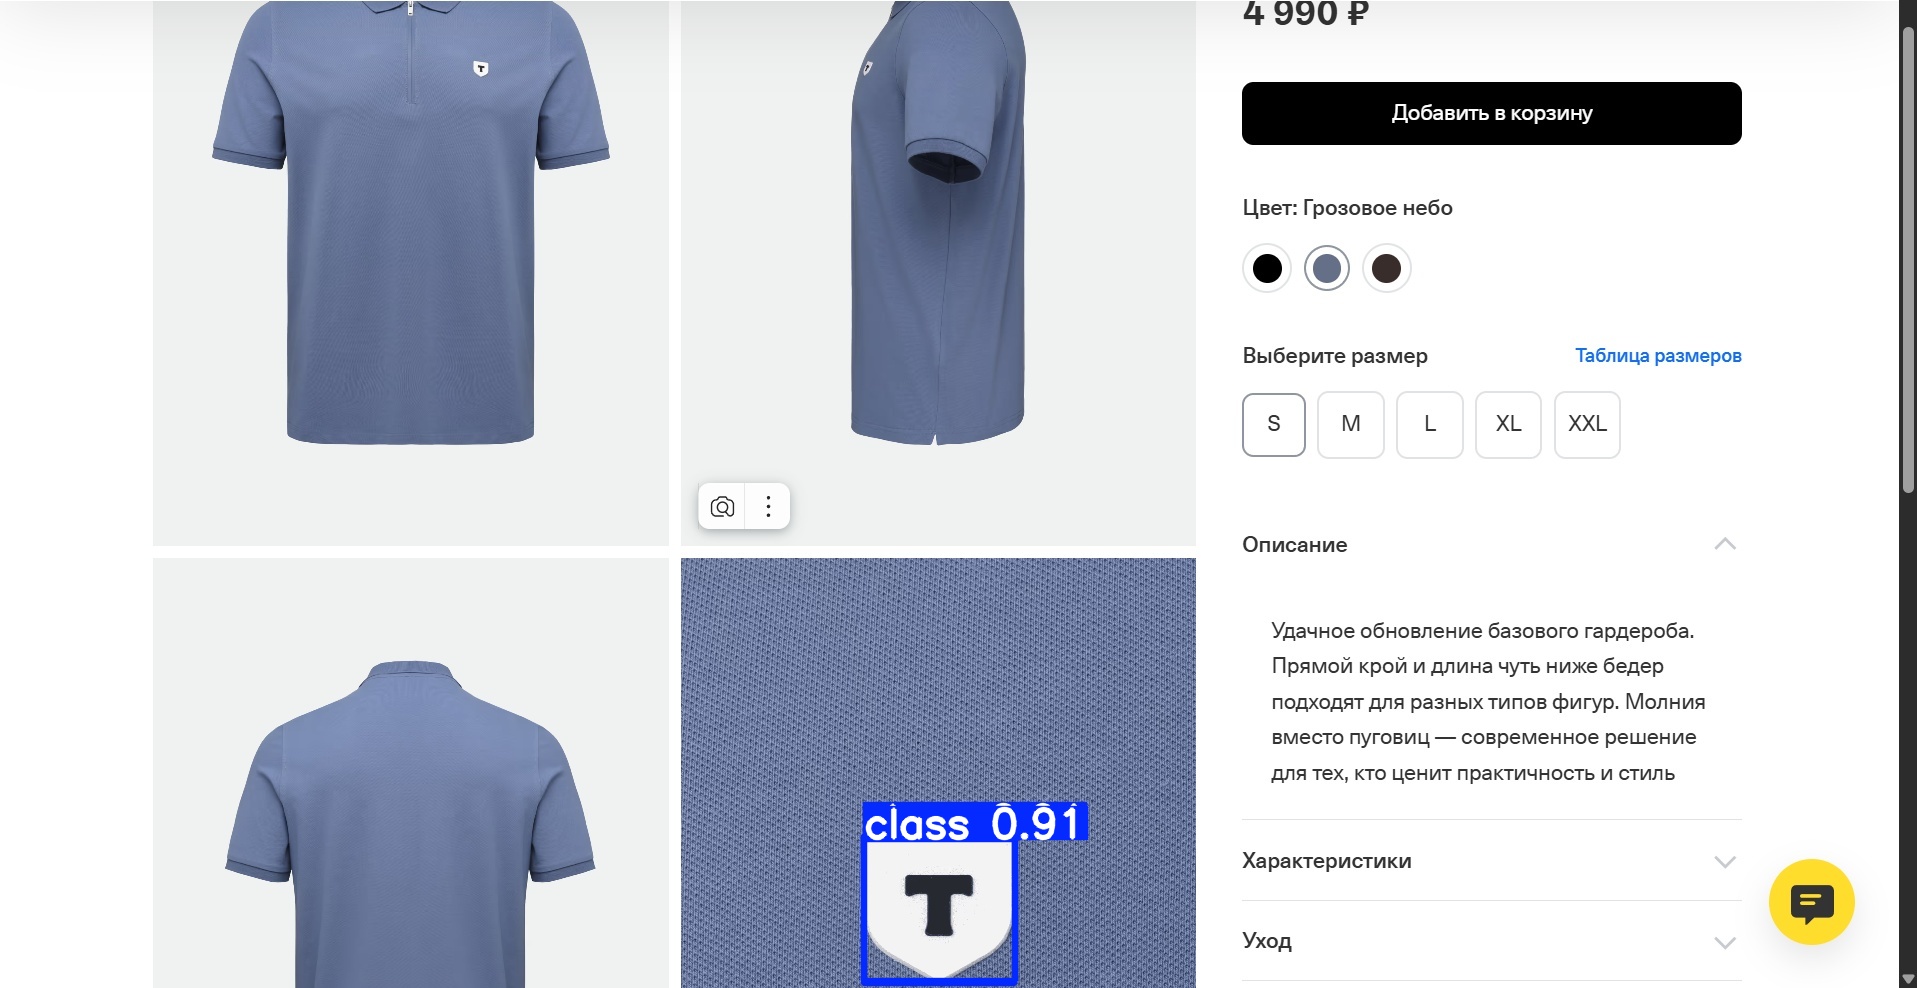 4 990 ₽
Добавить в корзину
Цвет: Грозовое небо
Выберите размер
Таблица размеров
S
M
L
XL
XXL
Описание
Удачное обновление базового гардероба.
Прямой крой и длина чуть ниже бедер
подходят для разных типов фигур. Молния
вместо пуговиц — современное решение
для тех, кто ценит практичность и стиль
Характеристики
Уход
T
T
class 0.91
T